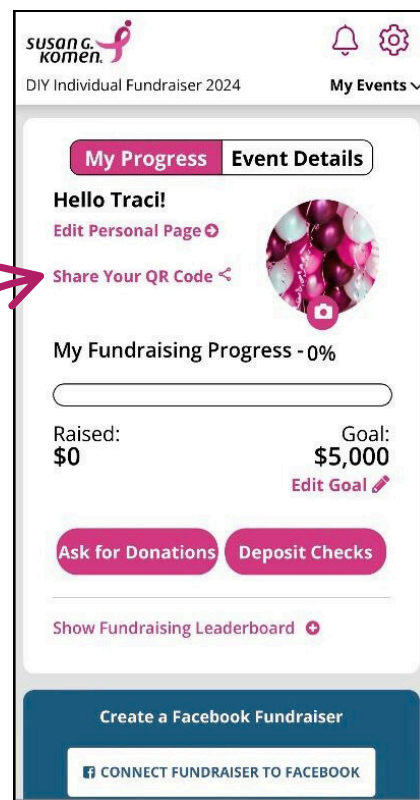 susan g.
komen.
DIY Individual Fundraiser 2024
My Events
My Progress
Event Details
Hello Traci!
Edit Personal Page
Share Your QR Code
My Fundraising Progress - 0%
Raised:
Goal:
$0
$5,000
Edit Goal
Ask for Donations
Deposit Checks
Show Fundraising Leaderboard
Create a Facebook Fundraiser
CONNECT FUNDRAISER TO FACEBOOK